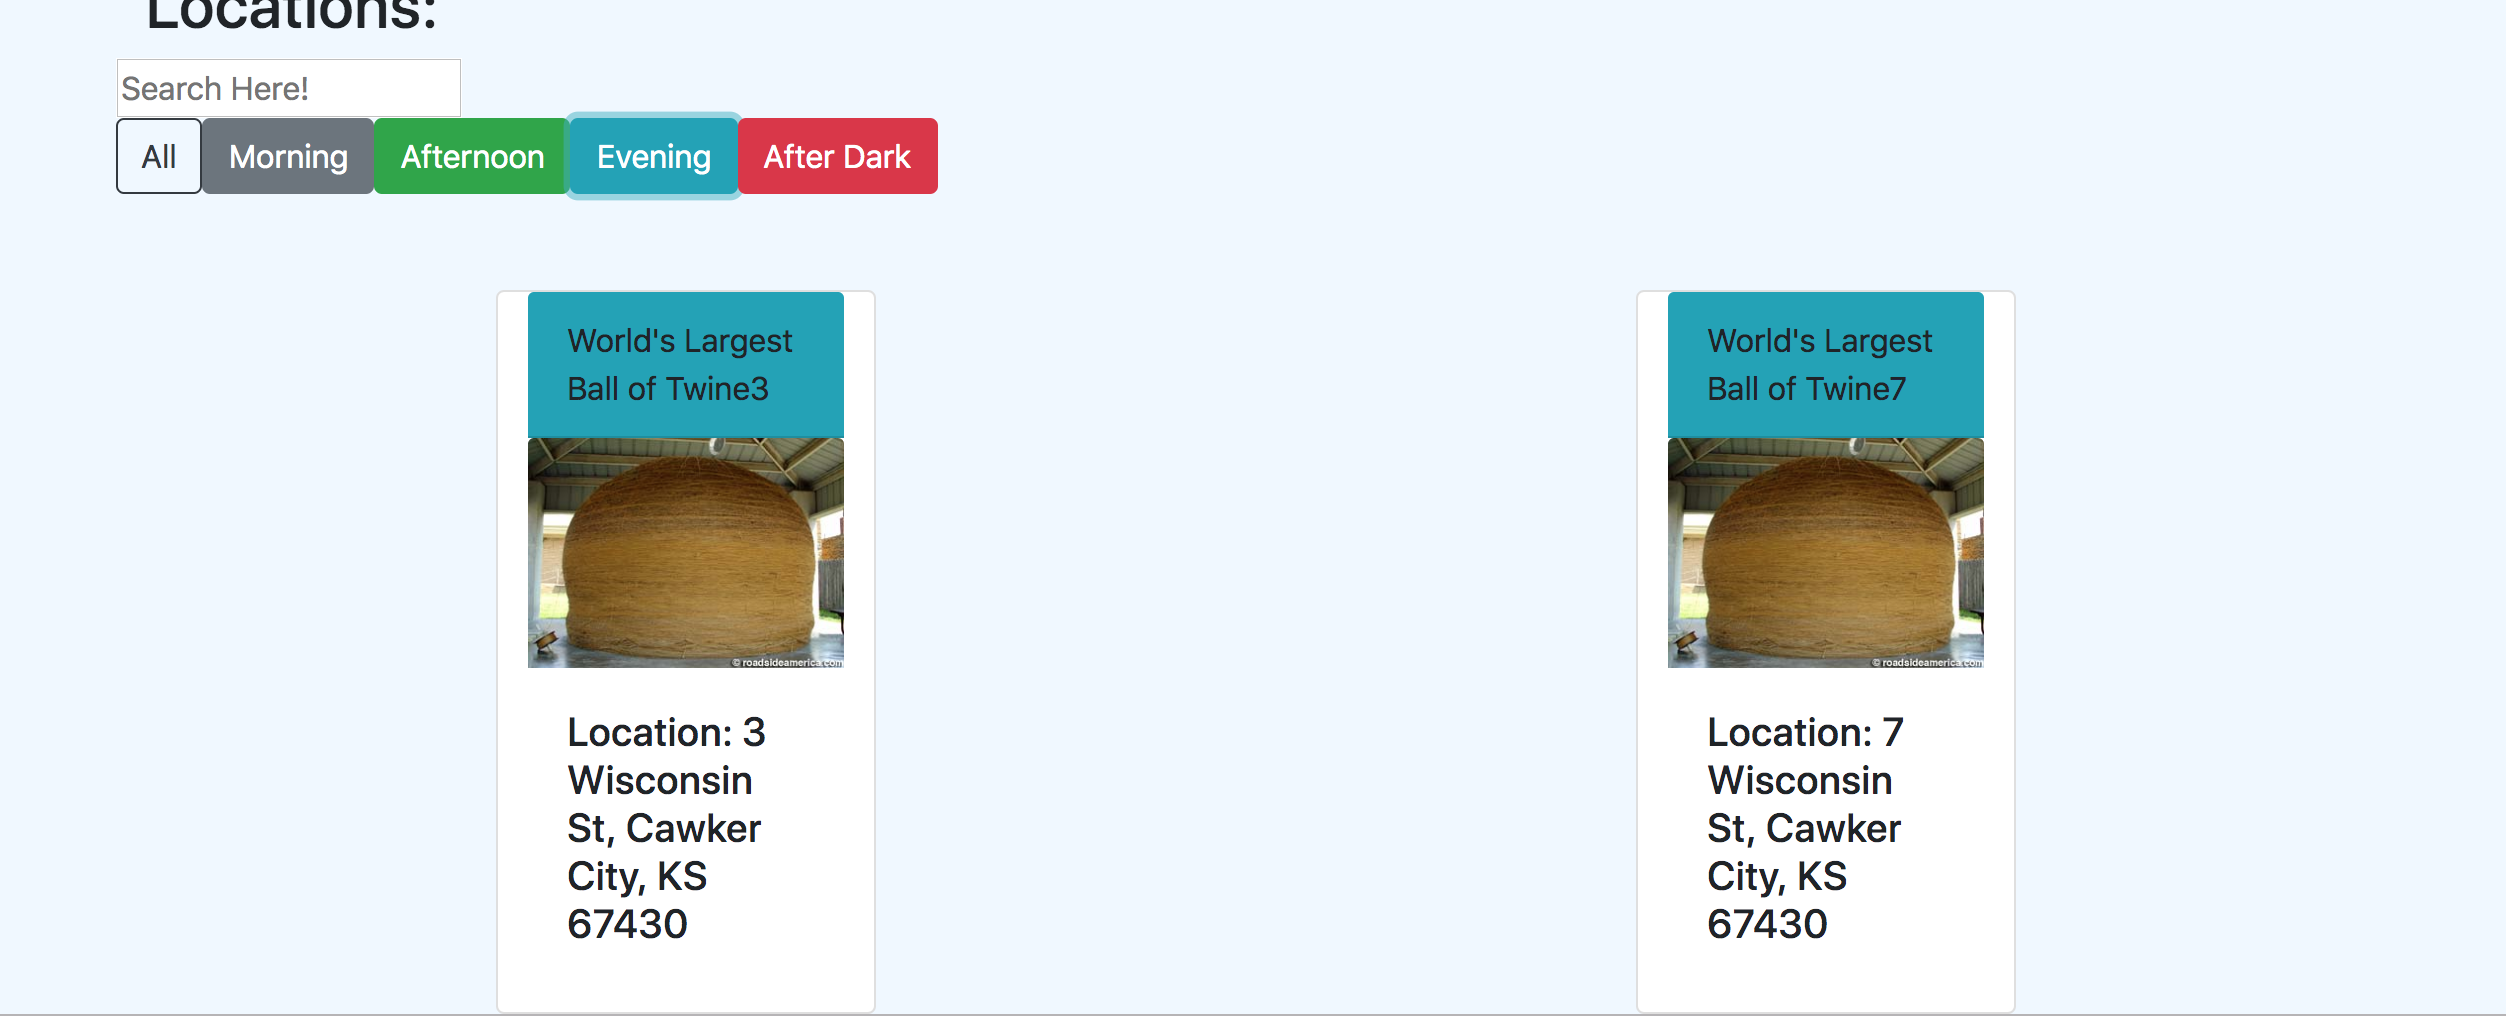 Locations:
Search Here!
All Morning Afternoon Evening After Dark
World's Largest
Ball of Twine3
© roadsideamerica.com
Location: 3
Wisconsin
St, Cawker
City, KS
67430
World's Largest
Ball of Twine7
© roadsideamerica.com
Location: 7
Wisconsin
St, Cawker
City, KS
67430